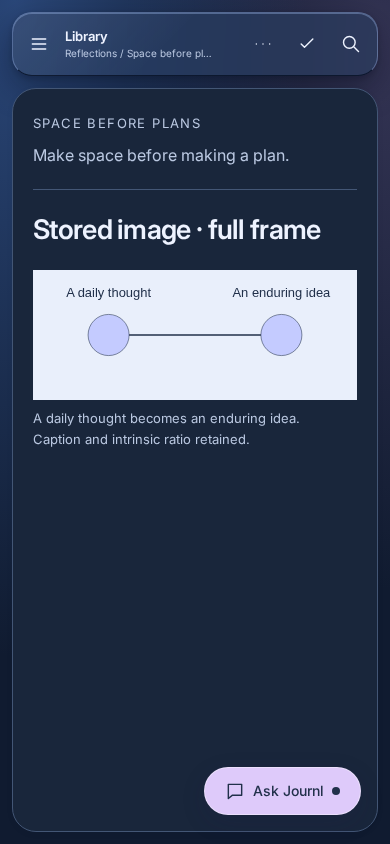 Library
Reflections / Space before pl...
...
SPACE BEFORE PLANS
Make space before making a plan.
Stored image · full frame
A daily thought
An enduring idea
A daily thought becomes an enduring idea.
Caption and intrinsic ratio retained.
Ask Journl